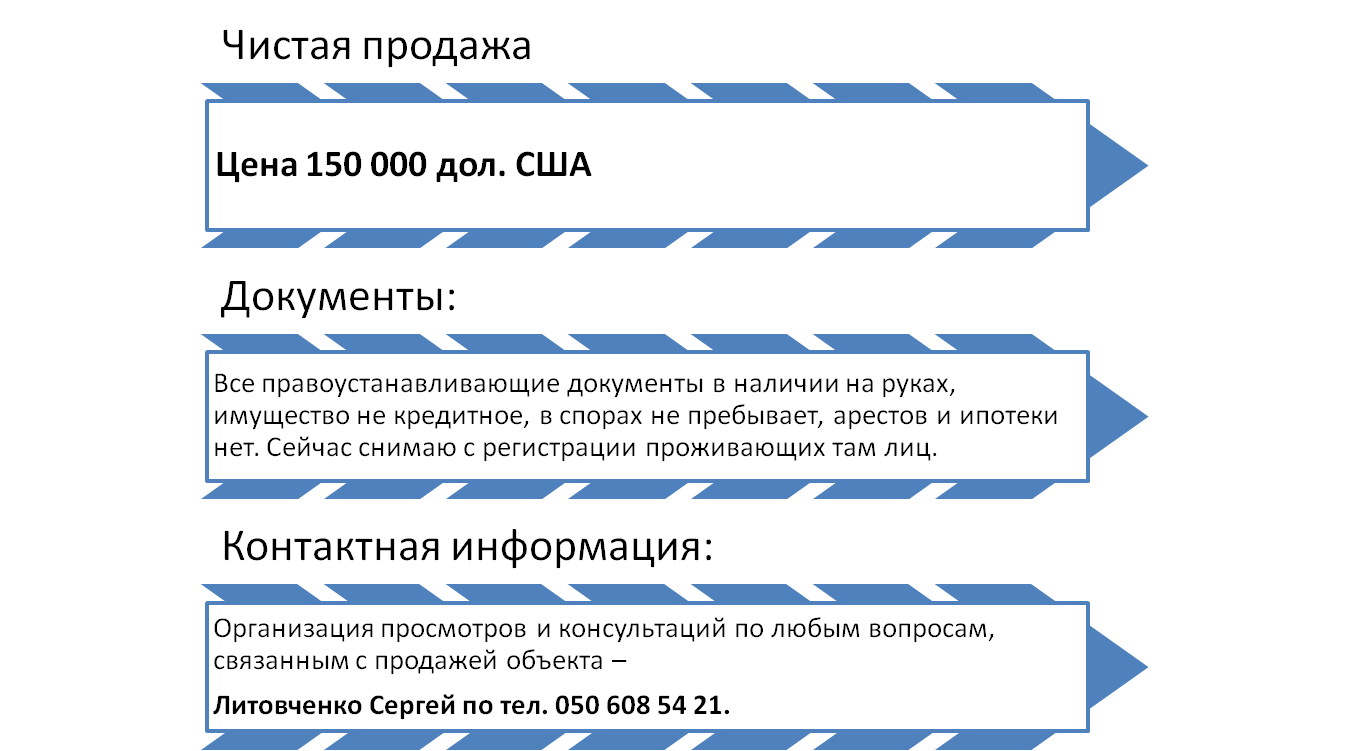 Чистая продажа
Цена 150 000 дол. США
Документы:
Все правоустанавливающие документы в наличии на руках,
имущество не кредитное, в спорах не пребывает, арестов и ипотеки
нет. Сейчас снимаю с регистрации проживающих там лиц.
Контактная информация:
Организация просмотров и консультаций по любым вопросам,
связанным с продажей объекта –
Литовченко Сергей по тел. 050 608 54 21.